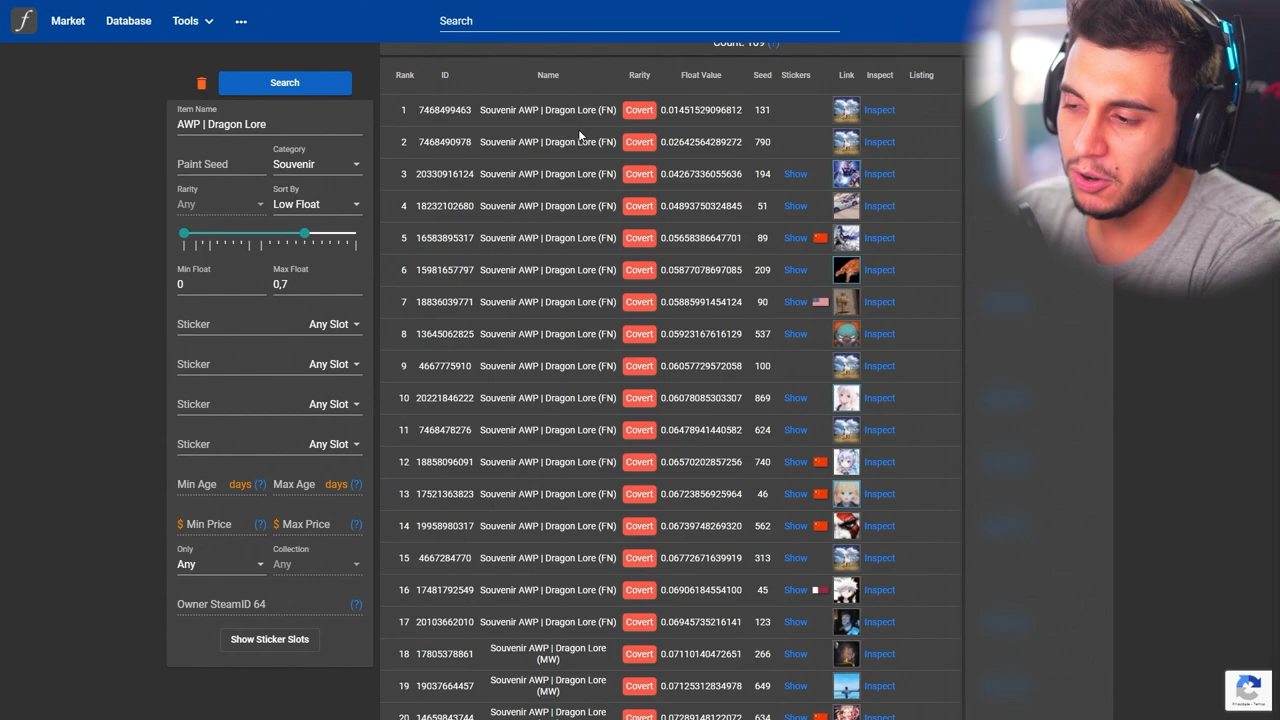 f Market Database Tools •••
Search
Search
Item Name
AWP | Dragon Lore
Category
Paint Seed Souvenir
Rarity Sort By
Any Low Float
Min Float Max Float
0 0,7
Sticker Any Slot
Sticker Any Slot
Sticker Any Slot
Sticker Any Slot
Min Age days (?) Max Age days (?)
$ Min Price (?) $ Max Price (?)
Only Collection
Any Any
Owner SteamID 64 (?)
Show Sticker Slots
Count: 169 (?)
Rank ID Name Rarity Float Value Seed Stickers Link Inspect Listing
1 7468499463 Souvenir AWP | Dragon Lore (FN) Covert 0.01451529096812 131 Inspect
2 7468490978 Souvenir AWP | Dragon Lore (FN) Covert 0.02642564289272 790 Inspect
3 20330916124 Souvenir AWP | Dragon Lore (FN) Covert 0.04267336055636 194 Show Inspect
4 18232102680 Souvenir AWP | Dragon Lore (FN) Covert 0.04893750324845 51 Show Inspect
5 16583895317 Souvenir AWP | Dragon Lore (FN) Covert 0.05658386647701 89 Show Inspect
6 15981657797 Souvenir AWP | Dragon Lore (FN) Covert 0.05877078697085 209 Show Inspect
7 18836039771 Souvenir AWP | Dragon Lore (FN) Covert 0.05885991454124 90 Show Inspect
8 13645062825 Souvenir AWP | Dragon Lore (FN) Covert 0.05923167616129 537 Show Inspect
9 4667775910 Souvenir AWP | Dragon Lore (FN) Covert 0.06057729572058 100 Inspect
10 20221846222 Souvenir AWP | Dragon Lore (FN) Covert 0.06078085303307 869 Show Inspect
11 7468478276 Souvenir AWP | Dragon Lore (FN) Covert 0.06478941440582 624 Show Inspect
12 18858096091 Souvenir AWP | Dragon Lore (FN) Covert 0.06570202857256 740 Show Inspect
13 17521363823 Souvenir AWP | Dragon Lore (FN) Covert 0.06723856925964 46 Show Inspect
14 19958980317 Souvenir AWP | Dragon Lore (FN) Covert 0.06739748269320 562 Show Inspect
15 4667284770 Souvenir AWP | Dragon Lore (FN) Covert 0.06772671639919 313 Show Inspect
16 17481792549 Souvenir AWP | Dragon Lore (FN) Covert 0.06906184554100 45 Show Inspect
17 20103662010 Souvenir AWP | Dragon Lore (FN) Covert 0.06945735216141 123 Show Inspect
18 17805378861 Souvenir AWP | Dragon Lore (MW) Covert 0.07110140472651 266 Show Inspect
19 19037664457 Souvenir AWP | Dragon Lore (MW) Covert 0.07125312834978 649 Show Inspect
20 14659843744 Souvenir AWP | Dragon Lore Covert 0.07289148122072 634 Show Inspect
Privatsphäre - Terms